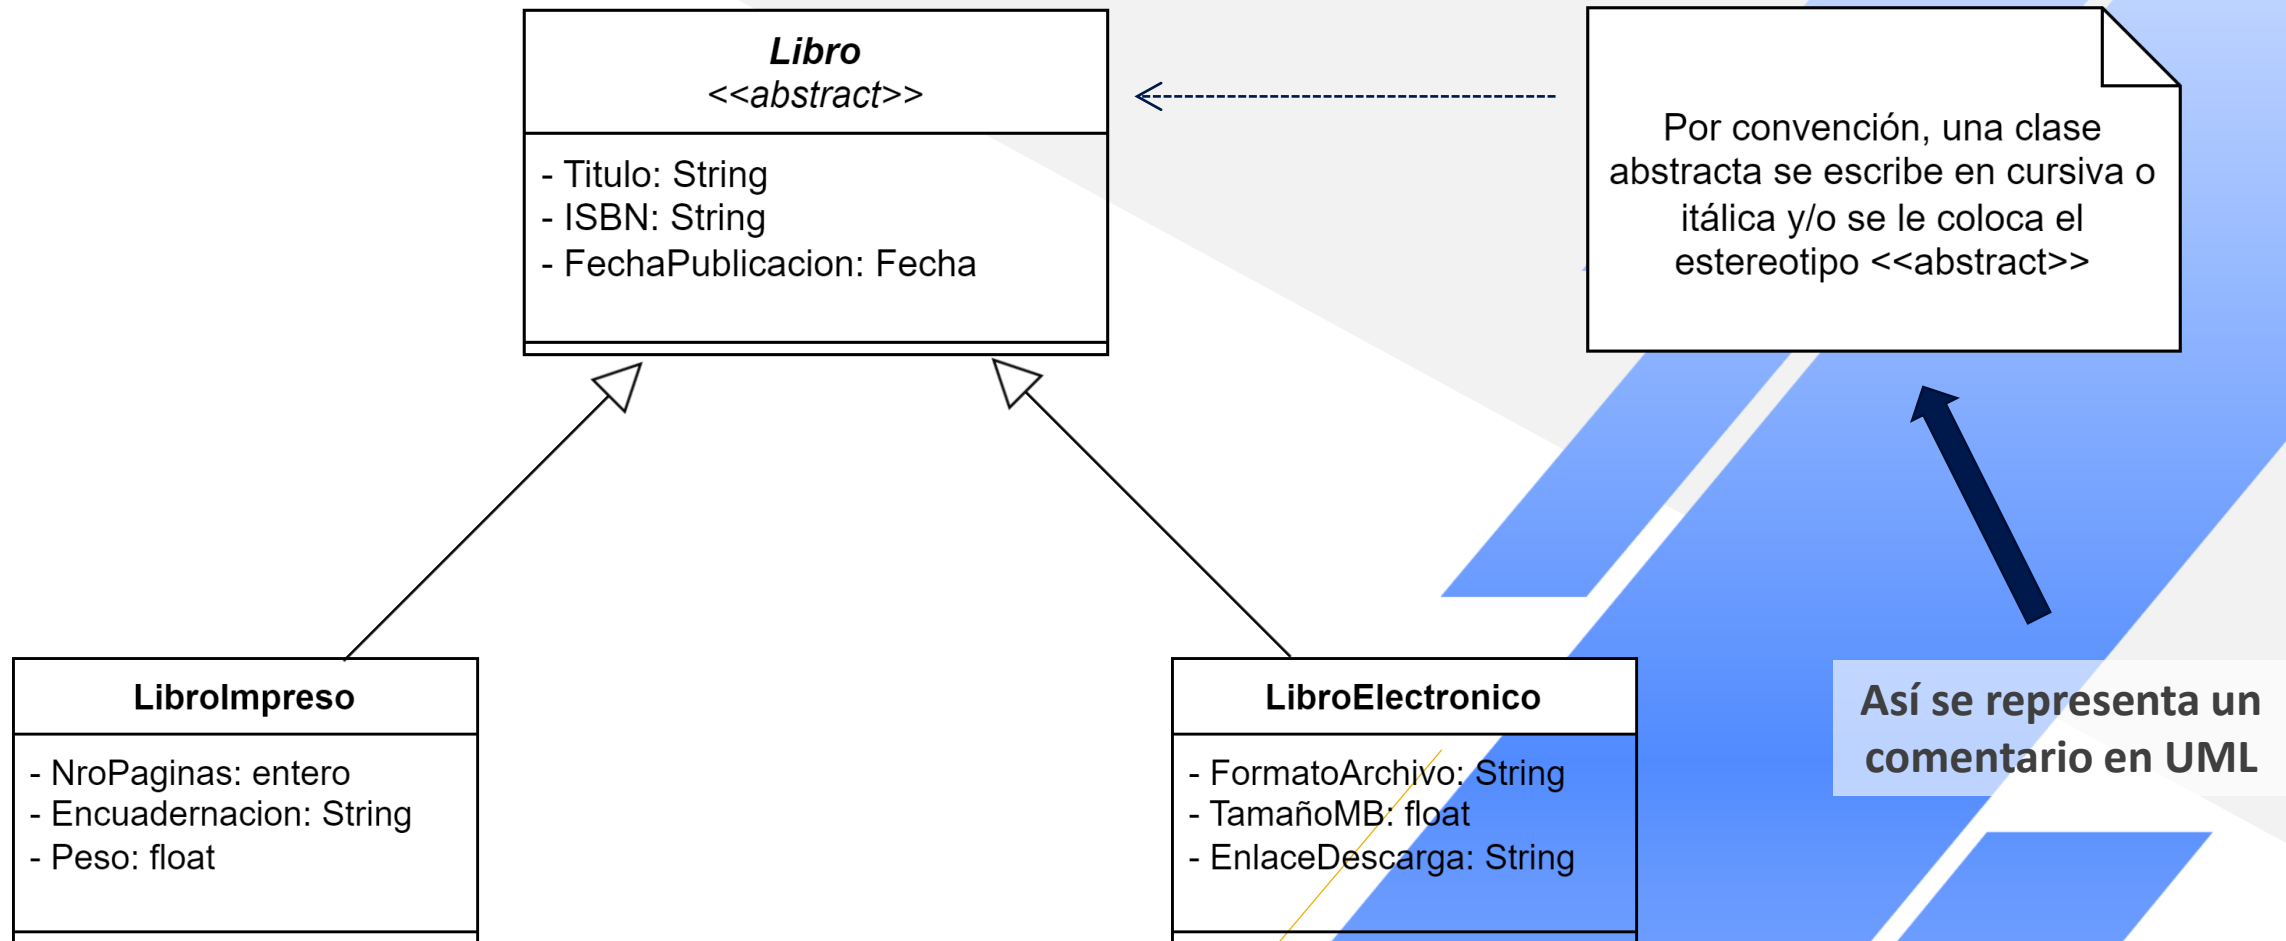 Libro
<<abstract>>
- Titulo: String
- ISBN: String
- FechaPublicacion: Fecha
Por convención, una clase
abstracta se escribe en cursiva o
itálica y/o se le coloca el
estereotipo <<abstract>>
LibroImpreso
- NroPaginas: entero
- Encuadernacion: String
- Peso: float
LibroElectronico
- FormatoArchivo: String
- TamañoMB: float
- EnlaceDescarga: String
Así se representa un
comentario en UML